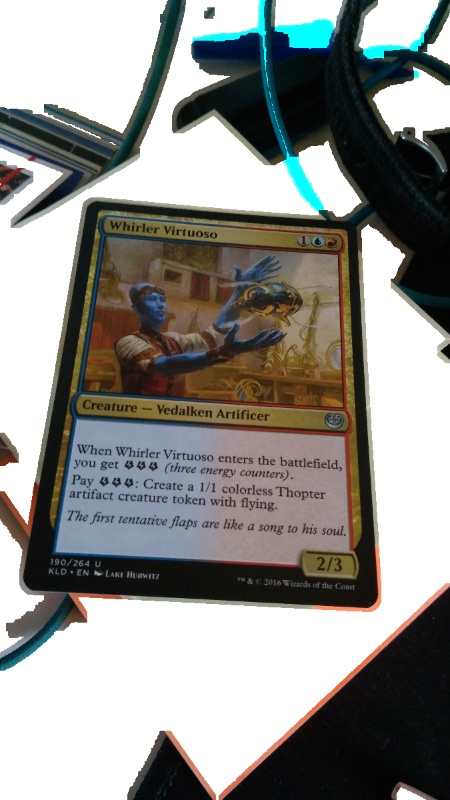 Whirler Virtuoso
1
Creature — Vedalken Artificer
When Whirler Virtuoso enters the battlefield,
you get (three energy counters).
Pay : Create a 1/1 colorless Thopter
artifact creature token with flying.
The first tentative flaps are like a song to his soul.
2/3
190/264 U
KLD • EN Lake Hurwitz
™ & © 2016 Wizards of the Coast